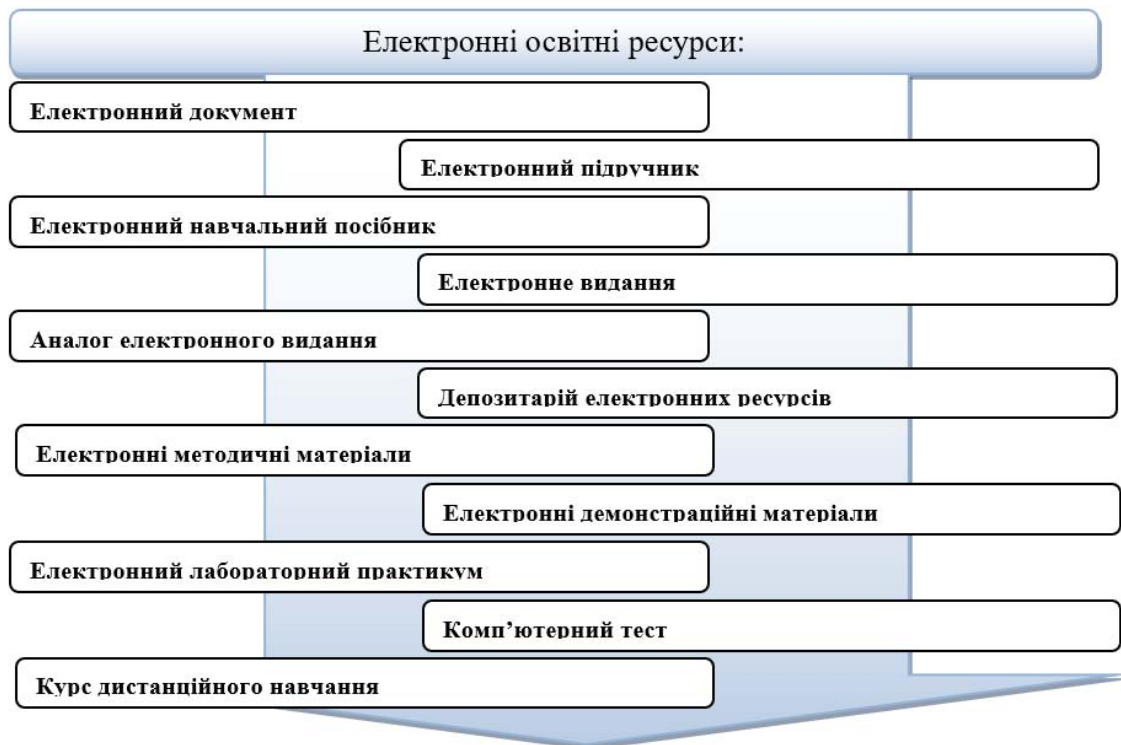 Електронні освітні ресурси:
Електронний документ
Електронний підручник
Електронний навчальний посібник
Електронне видання
Аналог електронного видання
Депозитарій електронних ресурсів
Електронні методичні матеріали
Електронні демонстраційні матеріали
Електронний лабораторний практикум
Комп’ютерний тест
Курс дистанційного навчання